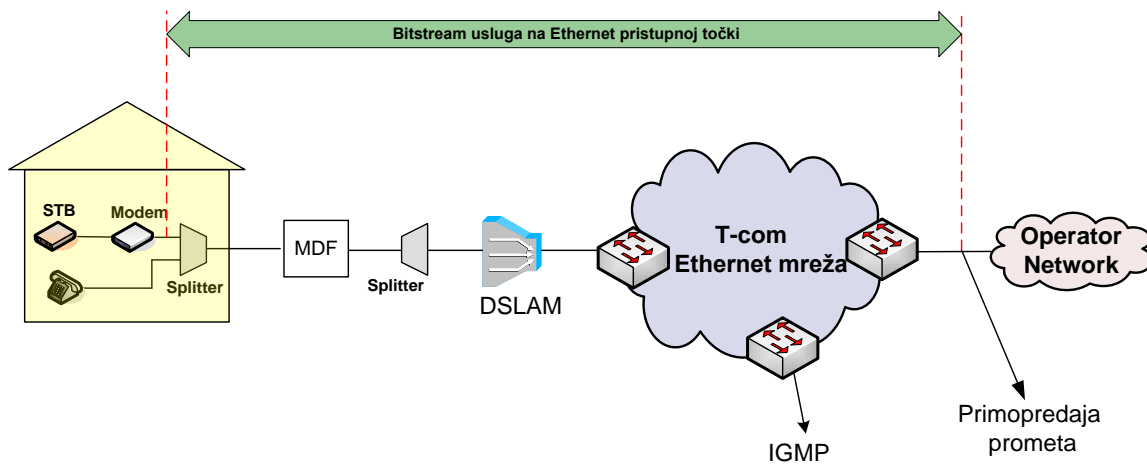 Bitstream usluga na Ethernet pristupnoj točki
STB
Modem
Splitter
MDF
Splitter
DSLAM
T-com
Ethernet mreža
Operator
Network
IGMP
Primopredaja
prometa